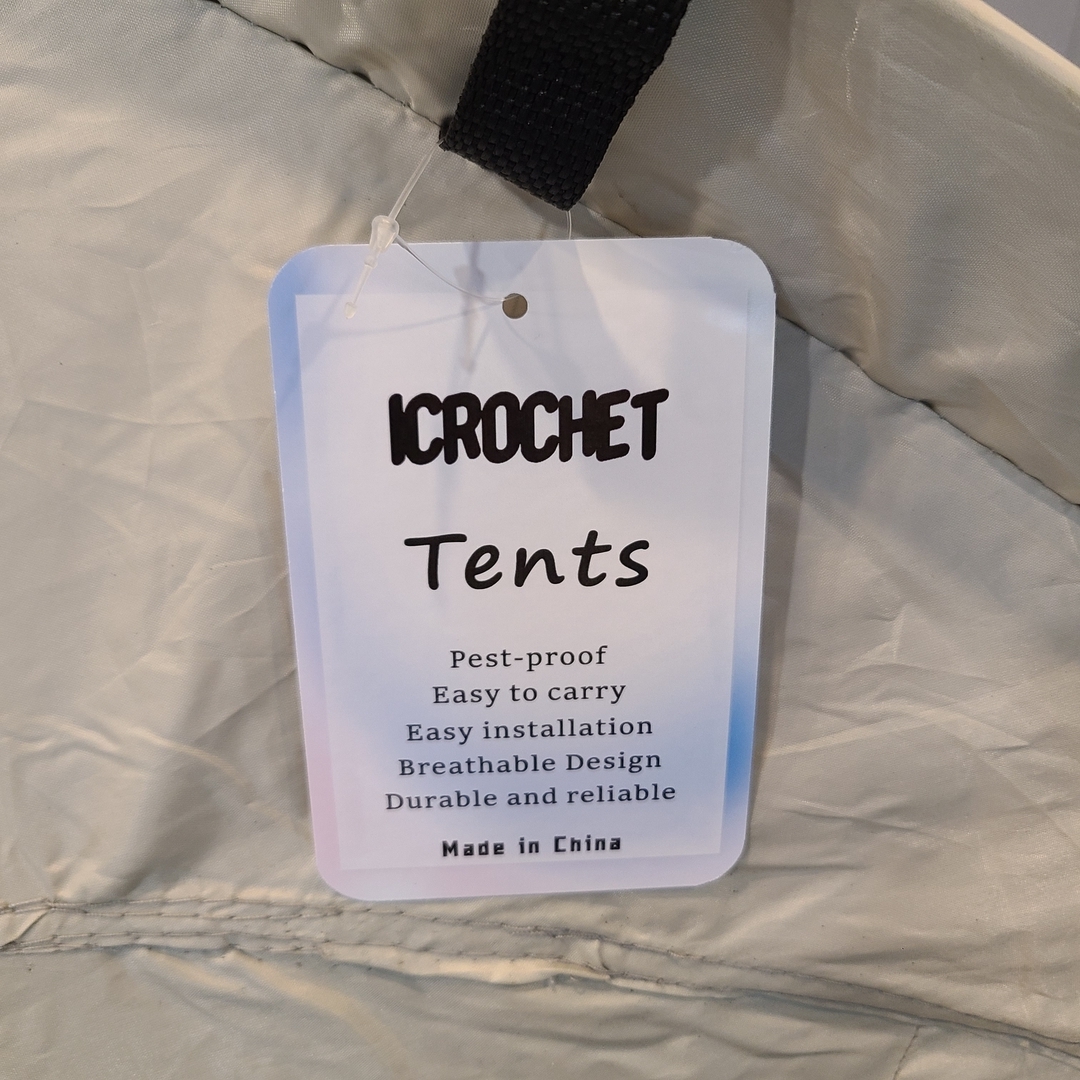 ICROCHET
Tents
Pest-proof
Easy to carry
Easy installation
Breathable Design
Durable and reliable
Made in China